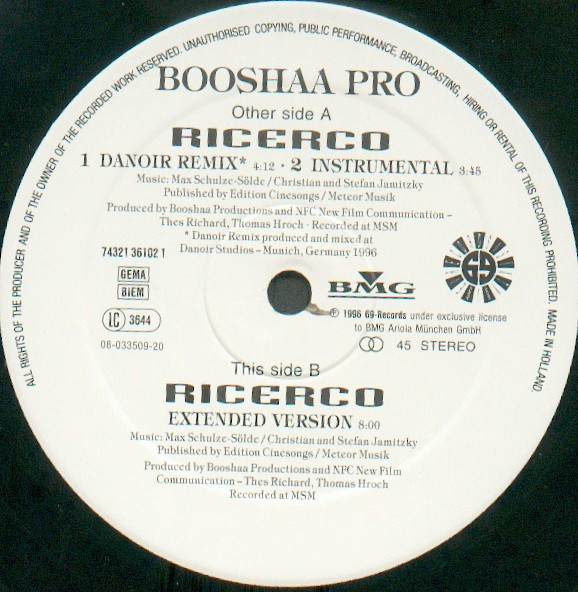 ALL RIGHTS OF THE PRODUCER AND OF THE OWNER OF THE RECORDED WORK RESERVED. UNAUTHORISED COPYING, PUBLIC PERFORMANCE, BROADCASTING, HIRING OR RENTAL OF THIS RECORDING PROHIBITED. MADE IN HOLLAND
BOOSHAA PRO
Other side A
RICERCO
1 DANOIR REMIX* 4:12 · 2 INSTRUMENTAL 3:45
Music: Max Schulze-Sölde / Christian and Stefan Jamitzky
Published by Edition Cinesongs / Meteor Musik
Produced by Booshaa Productions and NFC New Film Communication –
Thes Richard, Thomas Hroch · Recorded at MSM
* Danoir Remix produced and mixed at
Danoir Studios – Munich, Germany 1996
74321 36102 1
GEMA
BIEM
LC 3644
08-033509-20
BMG
69
℗ 1996 69-Records under exclusive license
to BMG Ariola München GmbH
45 STEREO
This side B
RICERCO
EXTENDED VERSION 8:00
Music: Max Schulze-Sölde / Christian and Stefan Jamitzky
Published by Edition Cinesongs / Meteor Musik
Produced by Booshaa Productions and NFC New Film
Communication – Thes Richard, Thomas Hroch
Recorded at MSM